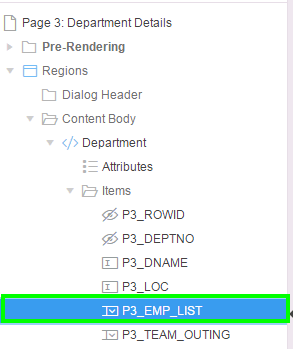 Page 3: Department Details
Pre-Rendering
Regions
Dialog Header
Content Body
Department
Attributes
Items
P3_ROWID
P3_DEPTNO
P3_DNAME
P3_LOC
P3_EMP_LIST
P3_TEAM_OUTING